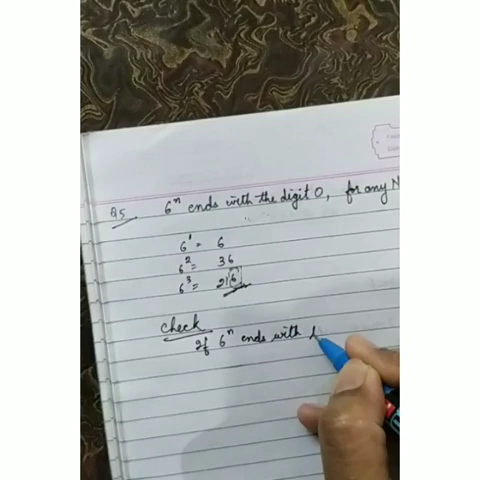 Q5 6ⁿ ends with the digit 0, for any N
6¹ = 6
6² = 36
6³ = 216
Check
If 6ⁿ ends with